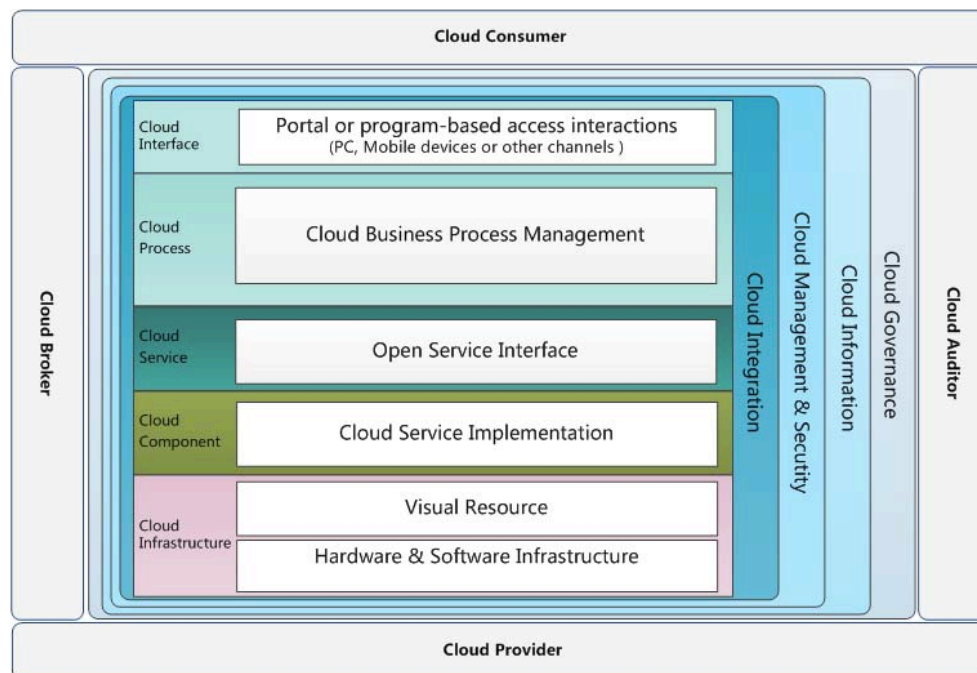 Cloud Consumer
Cloud Broker
Cloud
Interface
Portal or program-based access interactions
(PC, Mobile devices or other channels )
Cloud
Process
Cloud Business Process Management
Cloud
Service
Open Service Interface
Cloud
Component
Cloud Service Implementation
Cloud
Infrastructure
Visual Resource
Hardware & Software Infrastructure
Cloud Integration
Cloud Management & Secutity
Cloud Information
Cloud Governance
Cloud Auditor
Cloud Provider